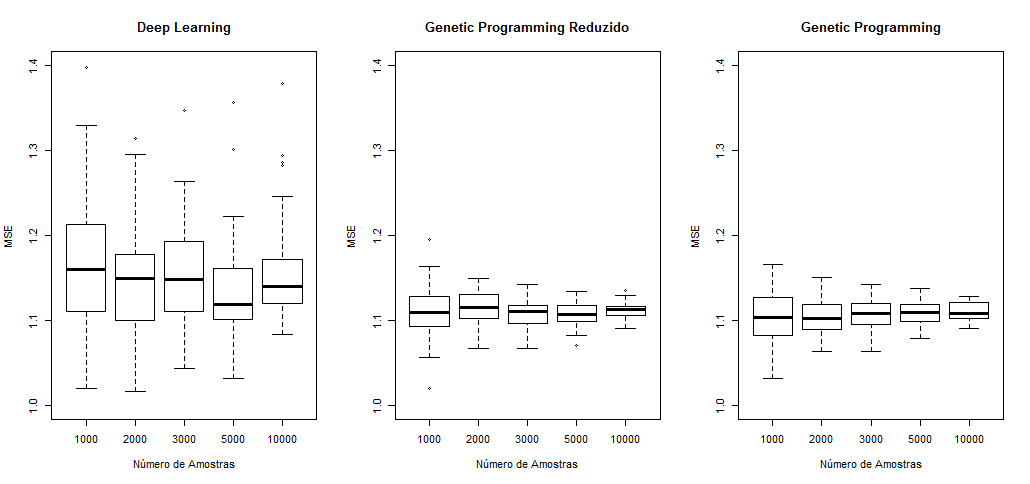 Deep Learning
MSE
1.0 1.1 1.2 1.3 1.4
1000 2000 3000 5000 10000
Número de Amostras
Genetic Programming Reduzido
MSE
1.0 1.1 1.2 1.3 1.4
1000 2000 3000 5000 10000
Número de Amostras
Genetic Programming
MSE
1.0 1.1 1.2 1.3 1.4
1000 2000 3000 5000 10000
Número de Amostras